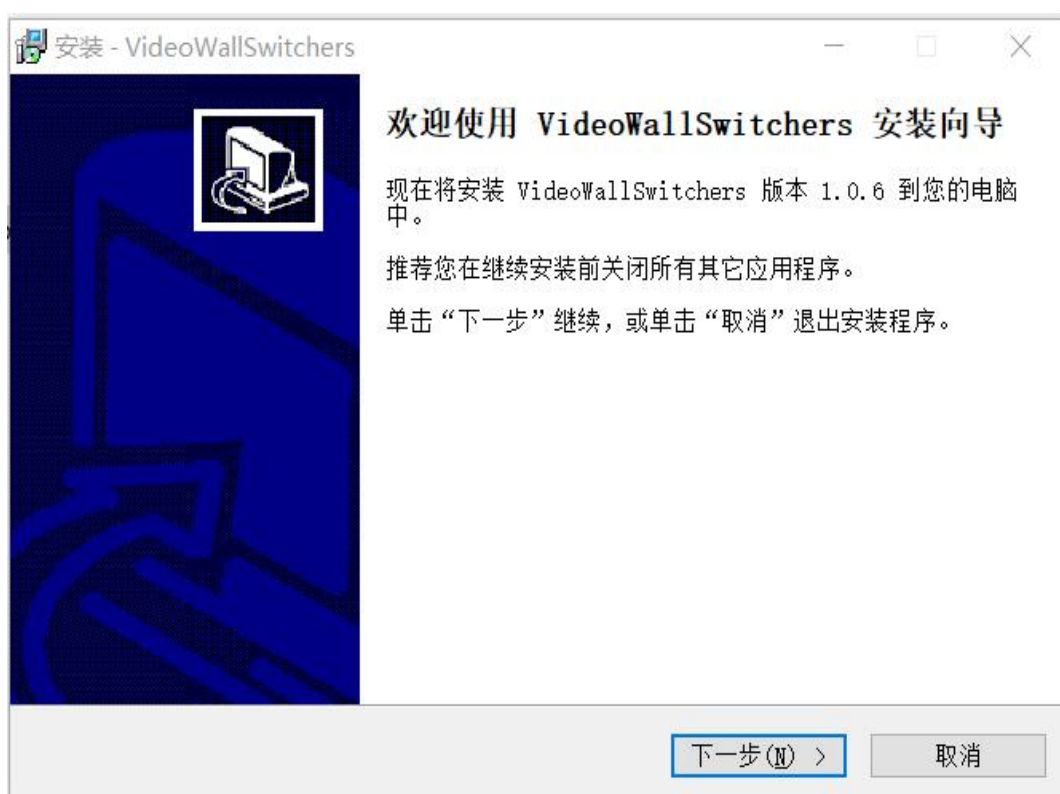 安装 - VideoWallSwitchers
欢迎使用 VideoWallSwitchers 安装向导
现在将安装 VideoWallSwitchers 版本 1.0.6 到您的电脑
中。
推荐您在继续安装前关闭所有其它应用程序。
单击“下一步”继续，或单击“取消”退出安装程序。
下一步(N) >
取消